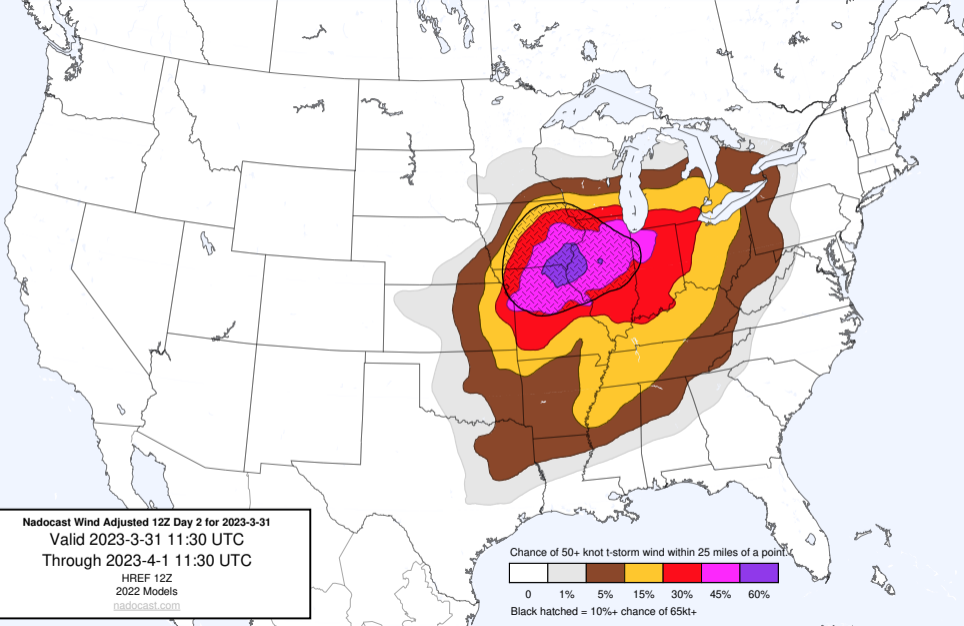 Nadocast Wind Adjusted 12Z Day 2 for 2023-3-31
Valid 2023-3-31 11:30 UTC
Through 2023-4-1 11:30 UTC
HREF 12Z
2022 Models
nadocast.com
Chance of 50+ knot t-storm wind within 25 miles of a point.
0 1% 5% 15% 30% 45% 60%
Black hatched = 10%+ chance of 65kt+